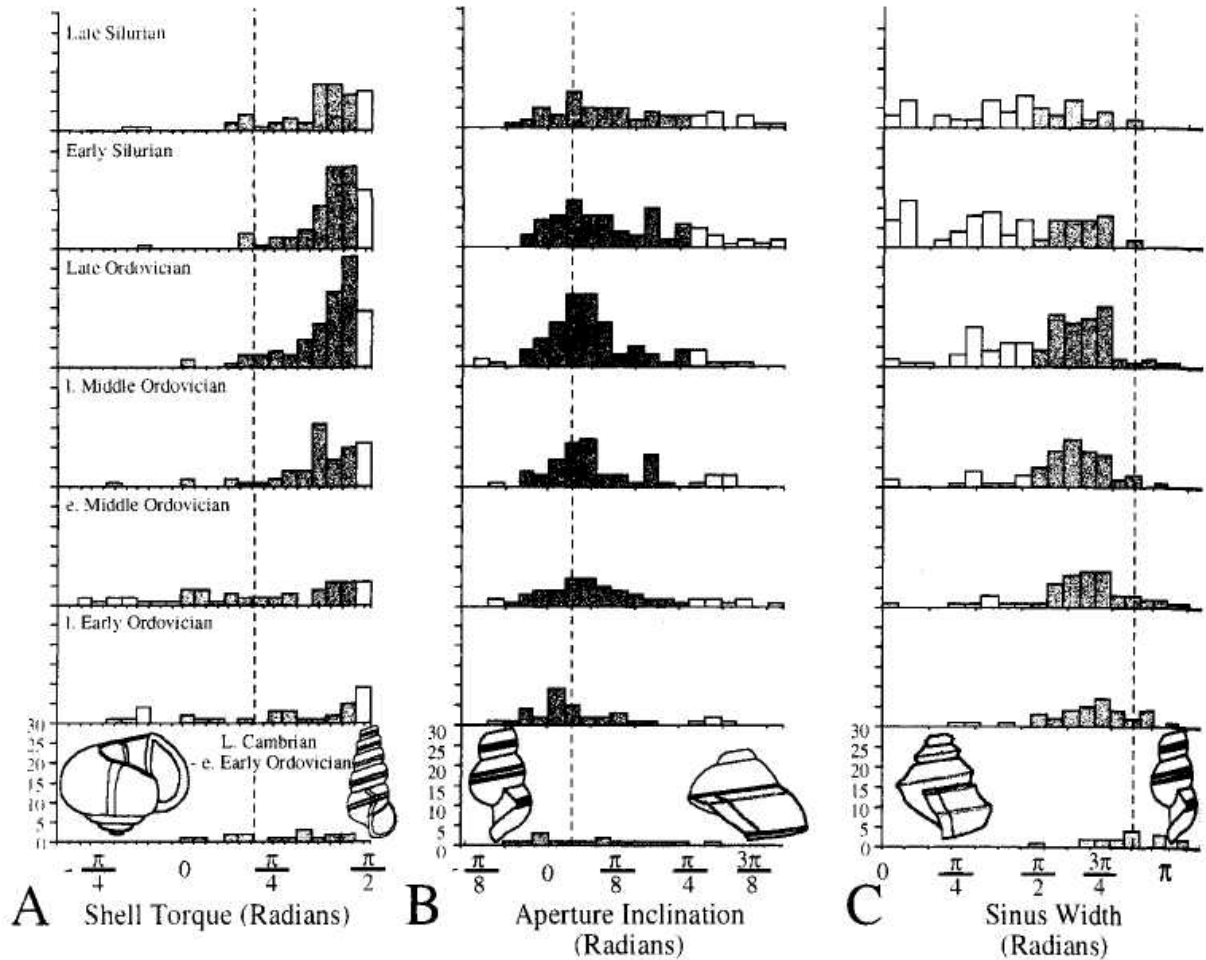 Late Silurian
Early Silurian
Late Ordovician
l. Middle Ordovician
e. Middle Ordovician
l. Early Ordovician
L. Cambrian
- e. Early Ordovician
30
25
20
15
10
5
0
- π/4 0 π/4 π/2
A Shell Torque (Radians)
30
25
20
15
10
5
0
- π/8 0 π/8 π/4 3π/8
B Aperture Inclination
(Radians)
30
25
20
15
10
5
0
0 π/4 π/2 3π/4 π
C Sinus Width
(Radians)